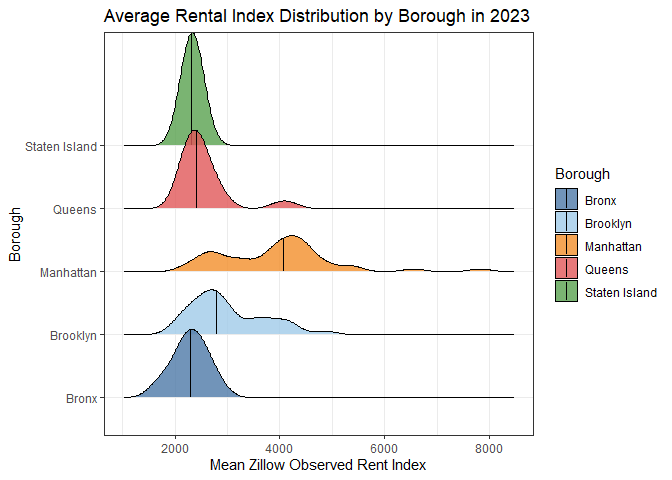 Average Rental Index Distribution by Borough in 2023
Borough
Staten Island
Queens
Manhattan
Brooklyn
Bronx
2000 4000 6000 8000
Mean Zillow Observed Rent Index
Borough
Bronx
Brooklyn
Manhattan
Queens
Staten Island